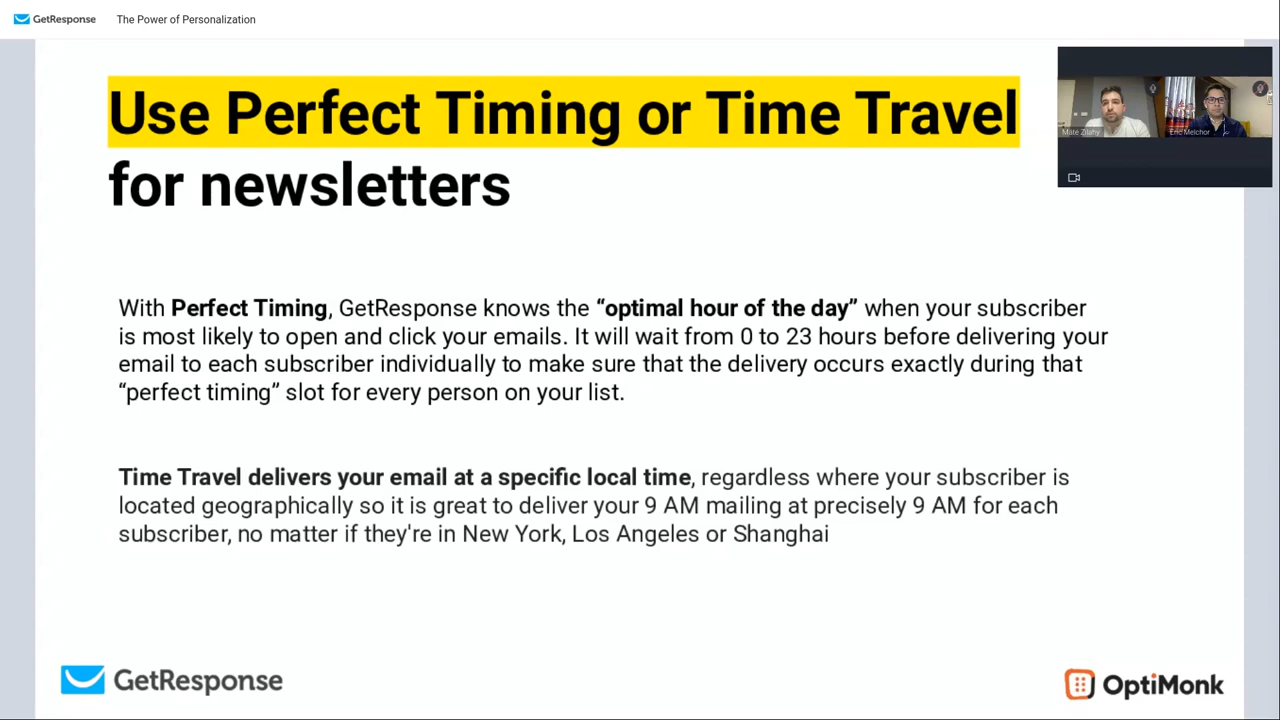 GetResponse The Power of Personalization
Use Perfect Timing or Time Travel
for newsletters
Máté Zilahy Eric Melchor
With Perfect Timing, GetResponse knows the “optimal hour of the day” when your subscriber
is most likely to open and click your emails. It will wait from 0 to 23 hours before delivering your
email to each subscriber individually to make sure that the delivery occurs exactly during that
“perfect timing” slot for every person on your list.
Time Travel delivers your email at a specific local time, regardless where your subscriber is
located geographically so it is great to deliver your 9 AM mailing at precisely 9 AM for each
subscriber, no matter if they're in New York, Los Angeles or Shanghai
GetResponse OptiMonk